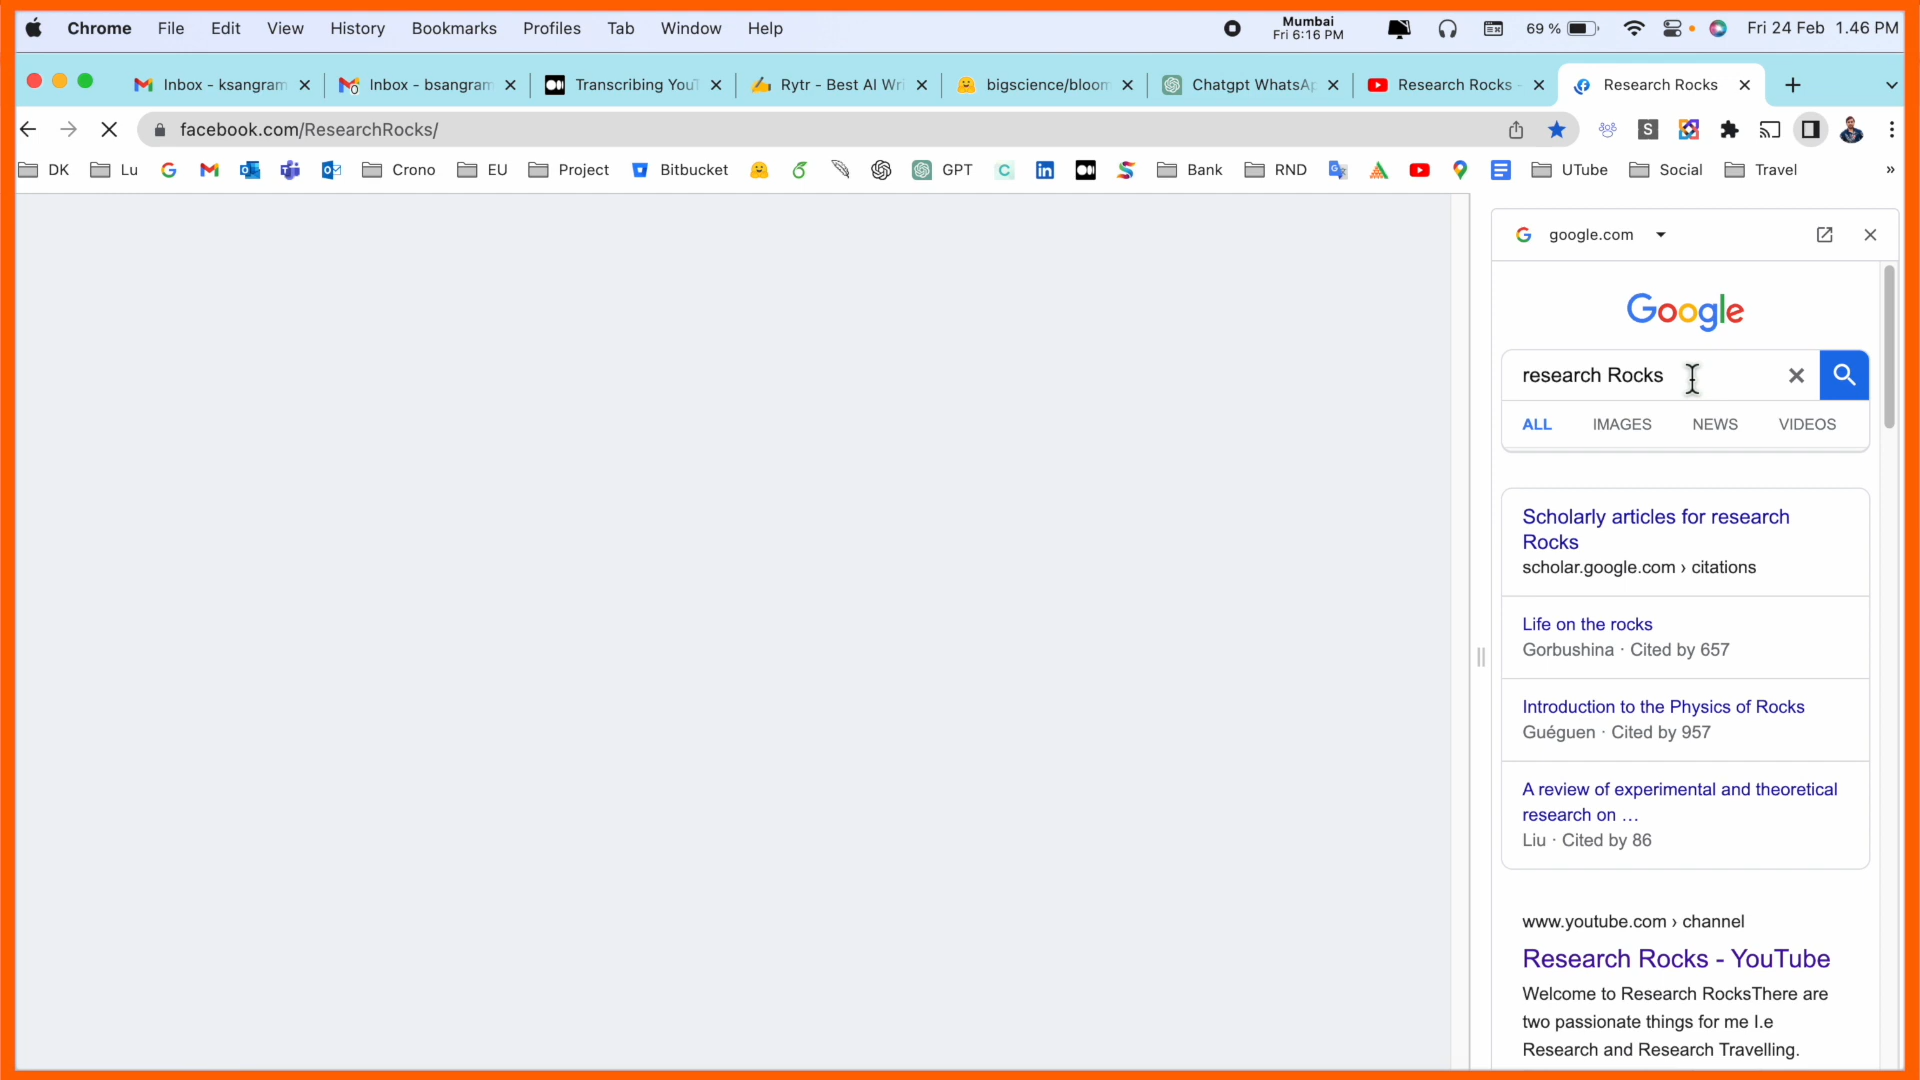 Chrome File Edit View History Bookmarks Profiles Tab Window Help
Mumbai
Fri 6:16 PM
69 %
Fri 24 Feb 1.46 PM
Inbox - ksangram
Inbox - bsangram
Transcribing YouT
Rytr - Best AI Wri
bigscience/bloom
Chatgpt WhatsAp
Research Rocks -
Research Rocks
facebook.com/ResearchRocks/
S
DK Lu Crono EU Project Bitbucket GPT Bank RND UTube Social Travel »
google.com
Google
research Rocks
ALL IMAGES NEWS VIDEOS
Scholarly articles for research
Rocks
scholar.google.com › citations
Life on the rocks
Gorbushina · Cited by 657
Introduction to the Physics of Rocks
Guéguen · Cited by 957
A review of experimental and theoretical
research on …
Liu · Cited by 86
www.youtube.com › channel
Research Rocks - YouTube
Welcome to Research RocksThere are
two passionate things for me I.e
Research and Research Travelling.